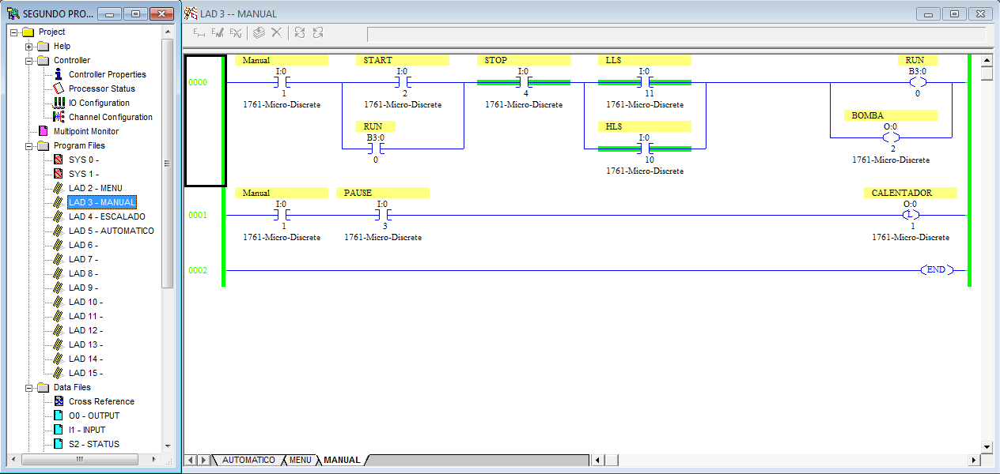 SEGUNDO PRO...
Project
Help
Controller
Controller Properties
Processor Status
IO Configuration
Channel Configuration
Multipoint Monitor
Program Files
SYS 0 -
SYS 1 -
LAD 2 - MENU
LAD 3 - MANUAL
LAD 4 - ESCALADO
LAD 5 - AUTOMATICO
LAD 6 -
LAD 7 -
LAD 8 -
LAD 9 -
LAD 10 -
LAD 11 -
LAD 12 -
LAD 13 -
LAD 14 -
LAD 15 -
Data Files
Cross Reference
O0 - OUTPUT
I1 - INPUT
S2 - STATUS
LAD 3 -- MANUAL
Manual START STOP LLS RUN
I:0 I:0 I:0 I:0 B3:0
0000
1 2 4 11 0
1761-Micro-Discrete 1761-Micro-Discrete 1761-Micro-Discrete 1761-Micro-Discrete
BOMBA
RUN HLS O:0
B3:0 I:0
2
0 10 1761-Micro-Discrete
1761-Micro-Discrete
Manual PAUSE CALENTADOR
I:0 I:0 O:0
0001 L
1 3 1
1761-Micro-Discrete 1761-Micro-Discrete 1761-Micro-Discrete
0002 END
AUTOMATICO MENU MANUAL